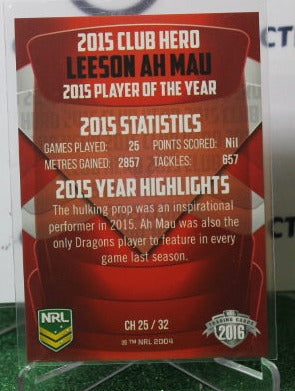 2015 CLUB HERO
LEESON AH MAU
2015 PLAYER OF THE YEAR
2015 STATISTICS
GAMES PLAYED: 25 POINTS SCORED: Nil
METRES GAINED: 2857 TACKLES: 657
2015 YEAR HIGHLIGHTS
The hulking prop was an inspirational
performer in 2015. Ah Mau was also the
only Dragons player to feature in every
game last season.
NRL
CH 25 / 32
TRADING CARDS
2016
© ™ NRL 2004